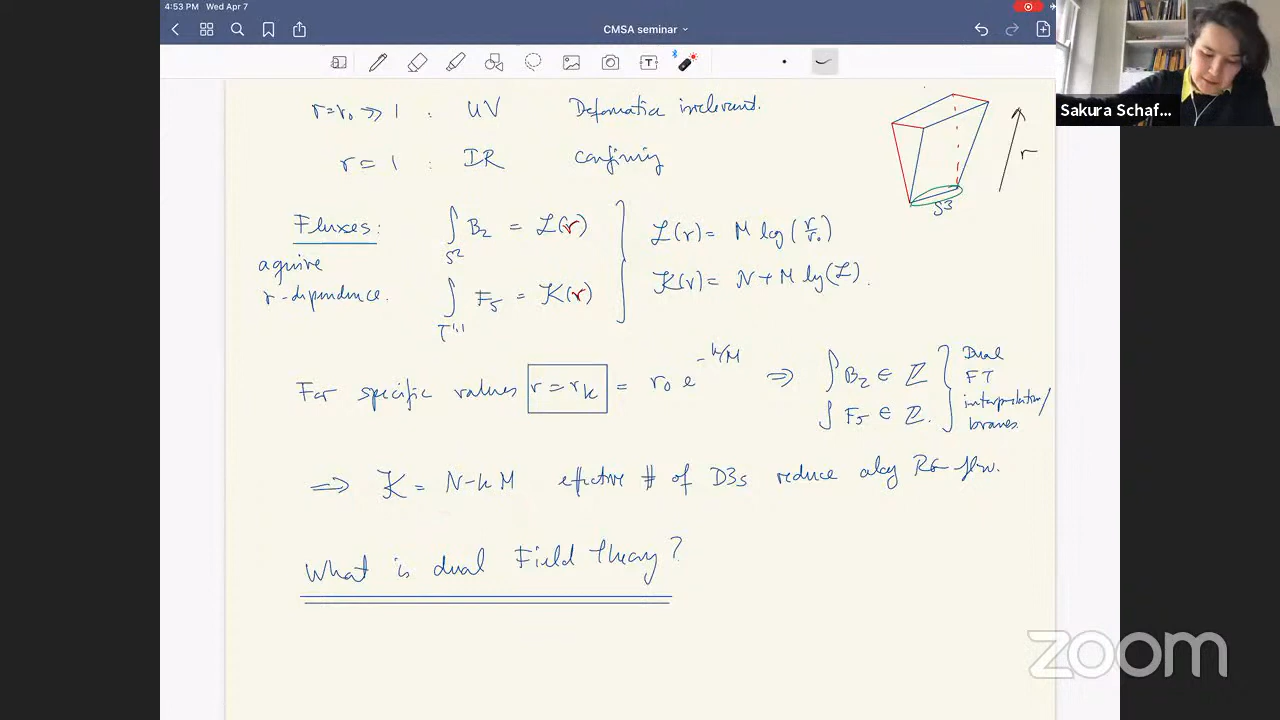 4:53 PM Wed Apr 7
CMSA seminar
Sakura Schaf...
r = r₀ ≫ 1 : UV Deformation irrelevant.
r = 1 : IR Confining
r
S³
Fluxes:
aquire
r-dependence.
∫_{S²} B₂ = L(r)
∫_{T^{1,1}} F₅ = K(r)
L(r) = M log(r/r₀)
K(r) = N + M log(L).
For specific values r = r_k = r₀ e^{-k/M} ⇒ ∫ B₂ ∈ ℤ
∫ F₅ ∈ ℤ.
Dual
FT
interpretation/
branes
⇒ K = N - kM effective # of D3s reduce along RG-flow.
What is dual Field Theory?
zoom